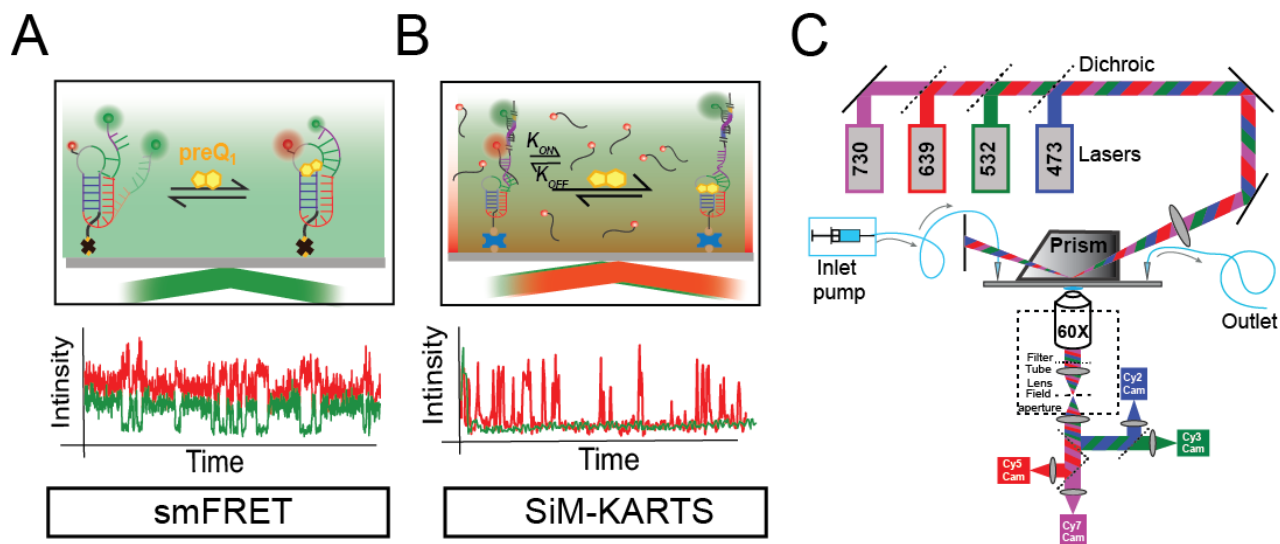 A
preQ1
Intinsity
Time
smFRET
B
KON
KOFF
Intinsity
Time
SiM-KARTS
C
Dichroic
730
639
532
473
Lasers
Prism
Inlet
pump
Outlet
60X
Filter
Tube
Lens
Field
aperture
Cy2
Cam
Cy3
Cam
Cy5
Cam
Cy7
Cam